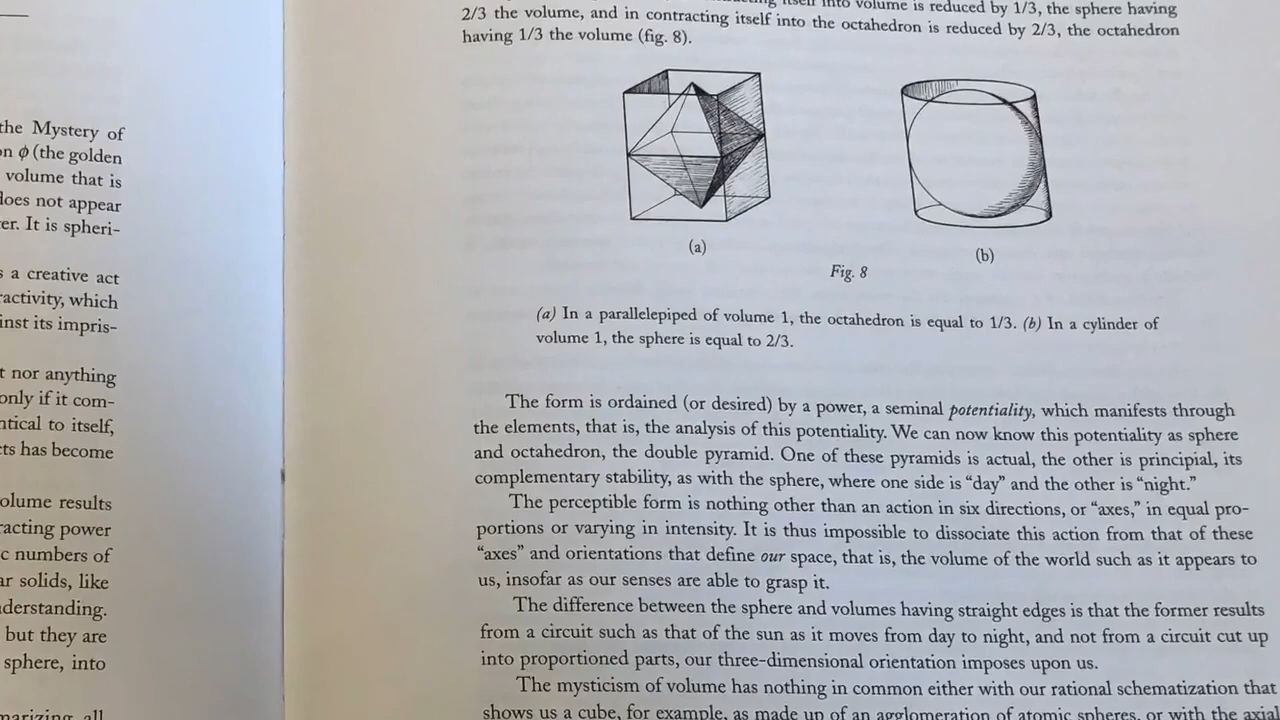 the Mystery of
ϕ (the golden
volume that is
does not appear
er. It is spheri-
a creative act
ractivity, which
inst its impris-
nor anything
only if it com-
ntical to itself,
cts has become
volume results
racting power
numbers of
ar solids, like
nderstanding.
but they are
sphere, into
all
itself into volume is reduced by 1/3, the sphere having
2/3 the volume, and in contracting itself into the octahedron is reduced by 2/3, the octahedron
having 1/3 the volume (fig. 8).
(a)
(b)
Fig. 8
(a) In a parallelepiped of volume 1, the octahedron is equal to 1/3. (b) In a cylinder of
volume 1, the sphere is equal to 2/3.
The form is ordained (or desired) by a power, a seminal potentiality, which manifests through
the elements, that is, the analysis of this potentiality. We can now know this potentiality as sphere
and octahedron, the double pyramid. One of these pyramids is actual, the other is principial, its
complementary stability, as with the sphere, where one side is “day” and the other is “night.”
The perceptible form is nothing other than an action in six directions, or “axes,” in equal pro-
portions or varying in intensity. It is thus impossible to dissociate this action from that of these
“axes” and orientations that define our space, that is, the volume of the world such as it appears to
us, insofar as our senses are able to grasp it.
The difference between the sphere and volumes having straight edges is that the former results
from a circuit such as that of the sun as it moves from day to night, and not from a circuit cut up
into proportioned parts, our three-dimensional orientation imposes upon us.
The mysticism of volume has nothing in common either with our rational schematization that
shows us a cube, for example, as made up of an agglomeration of atomic spheres, or with the axial